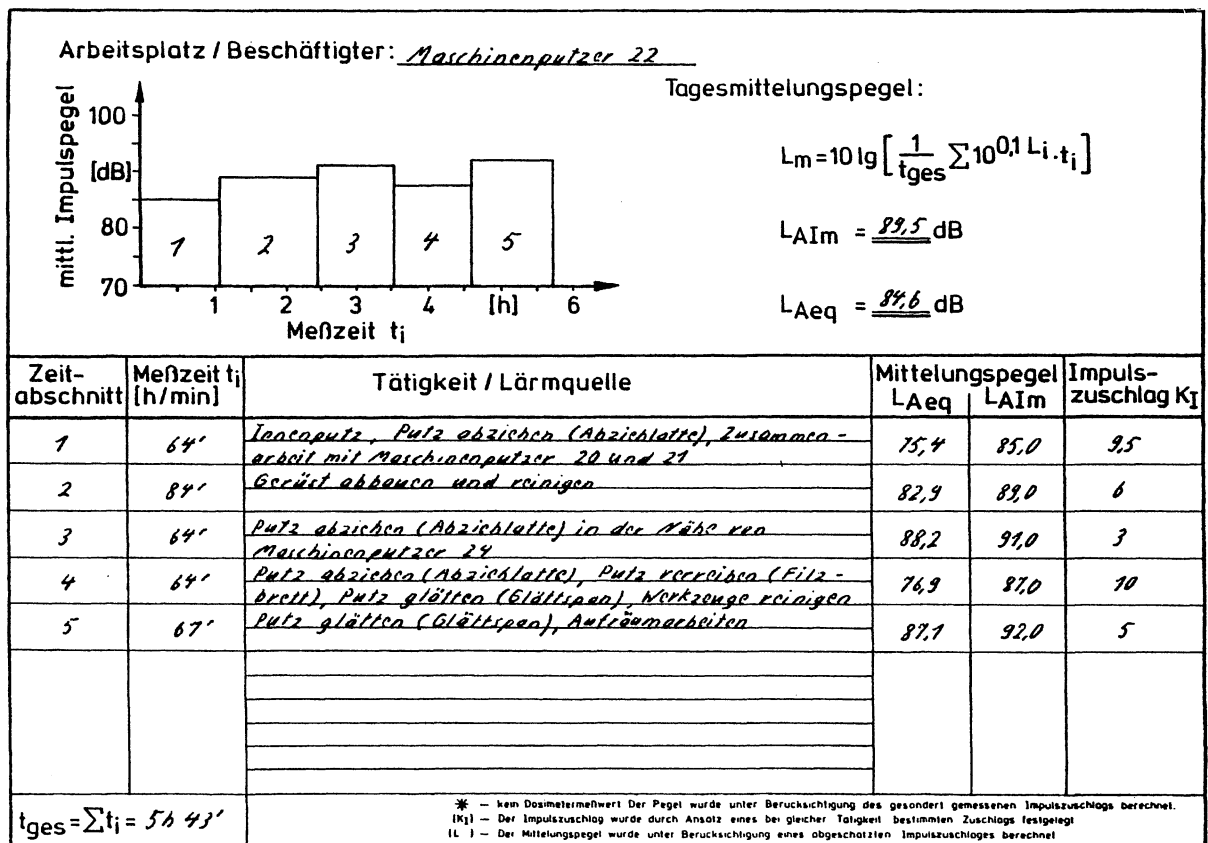 Arbeitsplatz / Beschäftigter: Maschinenputzer 22
mittl. Impulspegel
[dB]
100
80
70
1 2 3 4 5
1 2 3 4 [h] 6
Meßzeit ti
Tagesmittelungspegel:
Lm = 10 lg [ 1/tges ∑ 10^0,1 Li · ti ]
LAIm = 89,5 dB
LAeq = 84,6 dB
Zeit- Meßzeit ti Tätigkeit / Lärmquelle Mittelungspegel Impuls-
abschnitt [h/min] LAeq LAIm zuschlag KI
1 64' Innenputz, Putz abziehen (Abziehlatte), Zusammen- 75,4 85,0 9,5
arbeit mit Maschinenputzer 20 und 21
2 84' Gerüst abbauen und reinigen 82,9 89,0 6
3 64' Putz abziehen (Abziehlatte) in der Nähe von 88,2 91,0 3
Maschinenputzer 24
4 64' Putz abziehen (Abziehlatte), Putz verreiben (Filz- 76,9 87,0 10
brett), Putz glätten (Glättspan), Werkzeuge reinigen
5 67' Putz glätten (Glättspan), Aufräumarbeiten 87,1 92,0 5
tges = ∑ti = 5h 43'
* – kein Dosimetermeßwert Der Pegel wurde unter Berucksichtigung des gesondert gemessenen Impulszuschlags berechnet.
(KI) – Der Impulszuschlag wurde durch Ansatz eines bei gleicher Tatigkeit bestimmten Zuschlags festgelegt
(L ) – Der Mittelungspegel wurde unter Berucksichtigung eines abgeschatzten Impulszuschloges berechnet